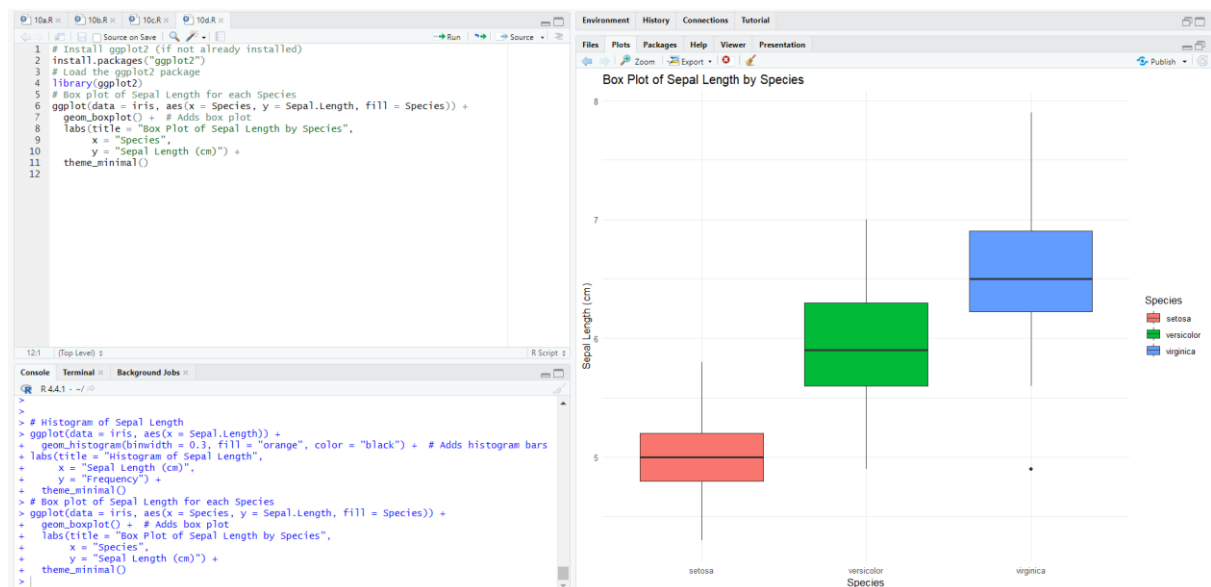 10a.R × 10b.R × 10c.R × 10d.R ×
Source on Save Run Source
1 # Install ggplot2 (if not already installed)
2 install.packages("ggplot2")
3 # Load the ggplot2 package
4 library(ggplot2)
5 # Box plot of Sepal Length for each Species
6 ggplot(data = iris, aes(x = Species, y = Sepal.Length, fill = Species)) +
7   geom_boxplot() +  # Adds box plot
8   labs(title = "Box Plot of Sepal Length by Species",
9        x = "Species",
10        y = "Sepal Length (cm)") +
11   theme_minimal()
12
12:1 (Top Level) R Script
Console Terminal × Background Jobs ×
R 4.4.1 · ~/
>
>
> # Histogram of Sepal Length
> ggplot(data = iris, aes(x = Sepal.Length)) +
+   geom_histogram(binwidth = 0.3, fill = "orange", color = "black") +  # Adds histogram bars
+ labs(title = "Histogram of Sepal Length",
+      x = "Sepal Length (cm)",
+      y = "Frequency") +
+   theme_minimal()
> # Box plot of Sepal Length for each Species
> ggplot(data = iris, aes(x = Species, y = Sepal.Length, fill = Species)) +
+   geom_boxplot() +  # Adds box plot
+   labs(title = "Box Plot of Sepal Length by Species",
+        x = "Species",
+        y = "Sepal Length (cm)") +
+   theme_minimal()
>
Environment History Connections Tutorial
Files Plots Packages Help Viewer Presentation
Zoom Export Publish
Box Plot of Sepal Length by Species
8
7
6
5
Sepal Length (cm)
setosa versicolor virginica
Species
Species
setosa
versicolor
virginica